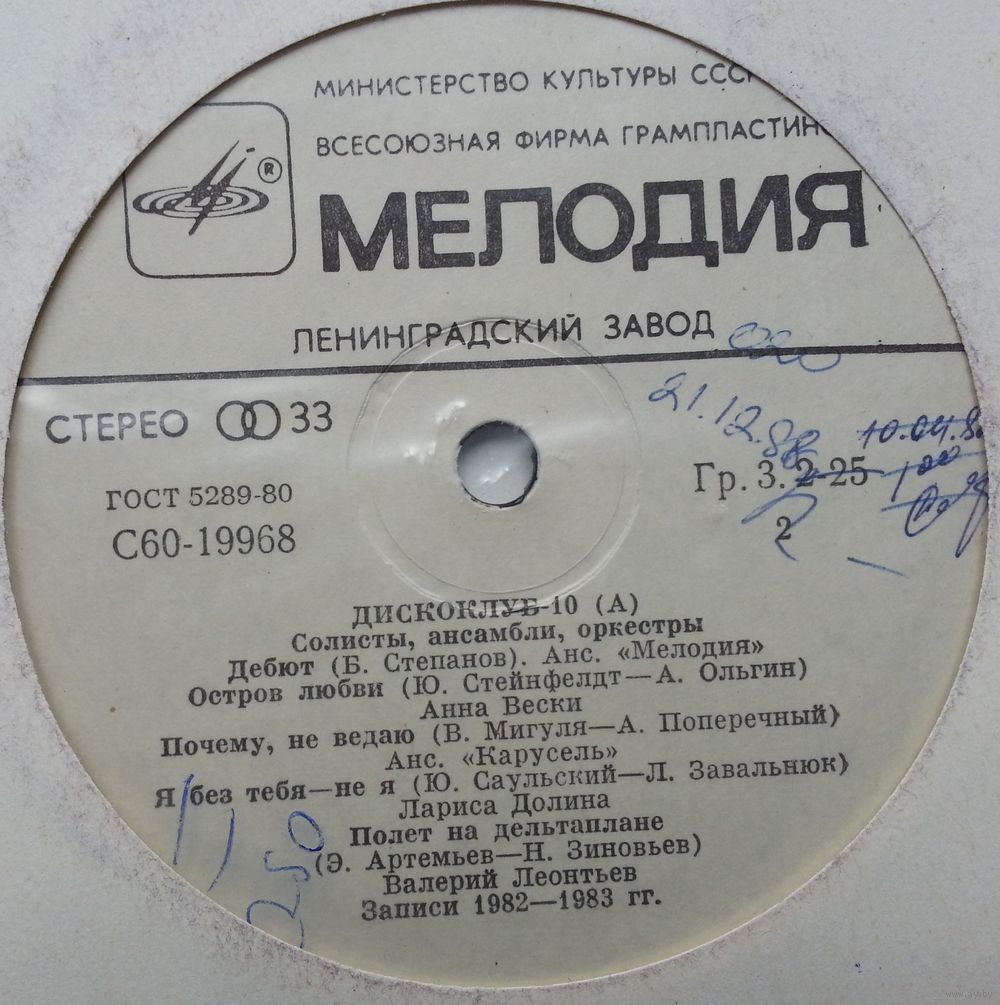 МИНИСТЕРСТВО КУЛЬТУРЫ СССР
ВСЕСОЮЗНАЯ ФИРМА ГРАМПЛАСТИН
®
МЕЛОДИЯ
ЛЕНИНГРАДСКИЙ ЗАВОД
СТЕРЕО 33
21.12.88
10.04.8
ГОСТ 5289-80
Гр. 3. 2-25
С60-19968
2
ДИСКОКЛУБ-10 (А)
Солисты, ансамбли, оркестры
Дебют (Б. Степанов). Анс. «Мелодия»
Остров любви (Ю. Стейнфелдт—А. Ольгин)
Анна Вески
Почему, не ведаю (В. Мигуля—А. Поперечный)
Анс. «Карусель»
Я без тебя—не я (Ю. Саульский—Л. Завальнюк)
Лариса Долина
Полет на дельтаплане
(Э. Артемьев—Н. Зиновьев)
Валерий Леонтьев
Записи 1982—1983 гг.
250